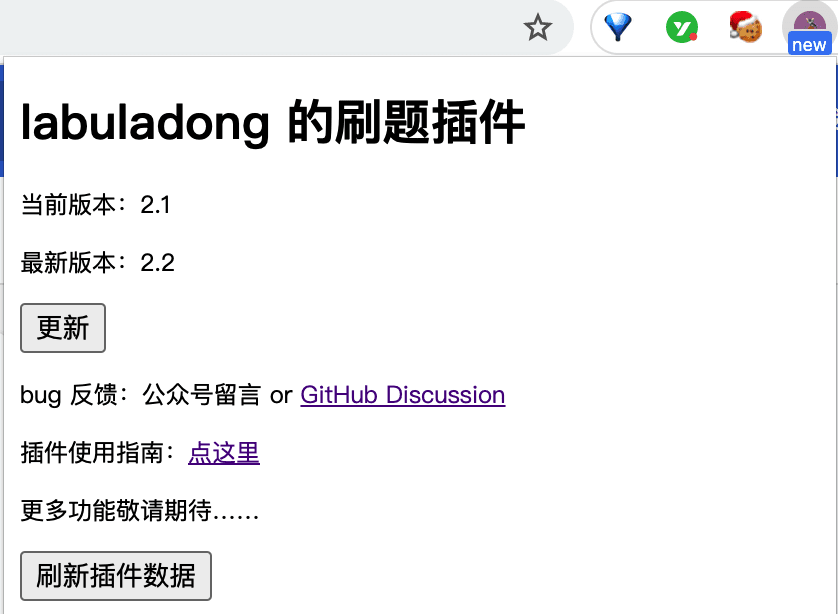 new
labuladong 的刷题插件
当前版本：2.1
最新版本：2.2
更新
bug 反馈：公众号留言 or GitHub Discussion
插件使用指南：点这里
更多功能敬请期待......
刷新插件数据